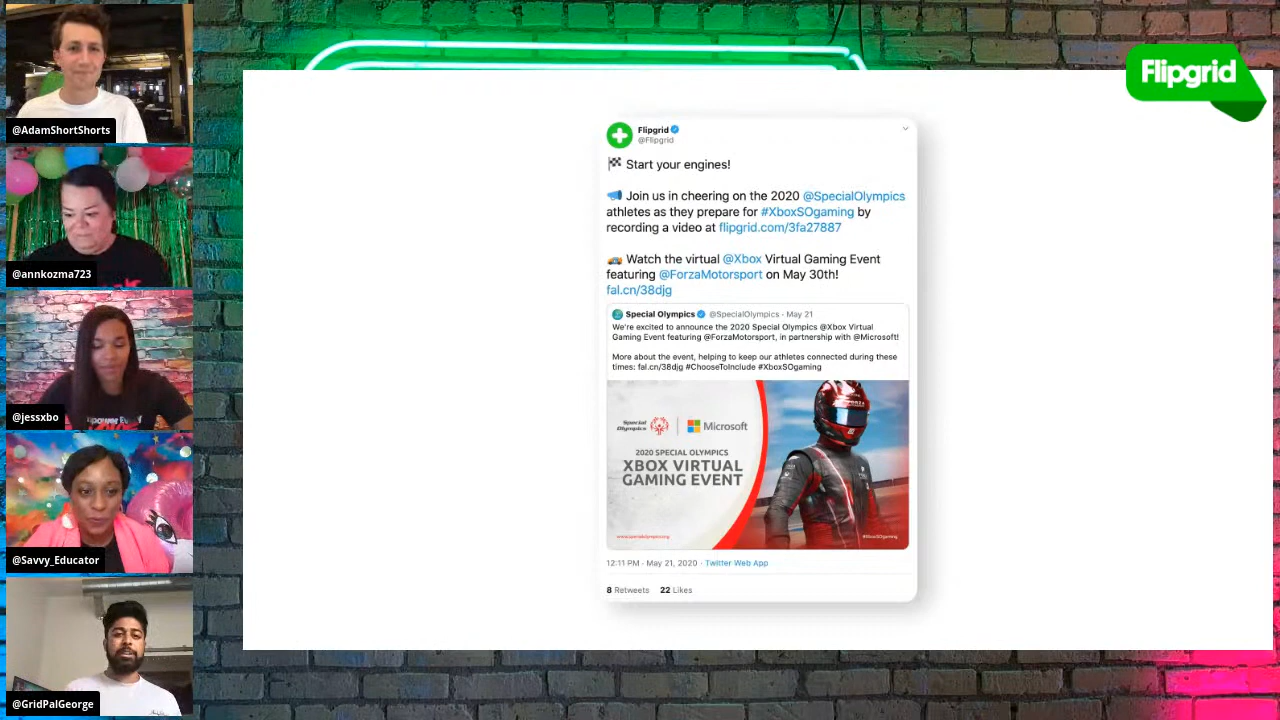 @AdamShortShorts
@annkozma723
@jessxbo
@Savvy_Educator
@GridPalGeorge
Flipgrid
Flipgrid
@Flipgrid
Start your engines!
Join us in cheering on the 2020 @SpecialOlympics
athletes as they prepare for #XboxSOgaming by
recording a video at flipgrid.com/3fa27887
Watch the virtual @Xbox Virtual Gaming Event
featuring @ForzaMotorsport on May 30th!
fal.cn/38djg
Special Olympics @SpecialOlympics · May 21
We're excited to announce the 2020 Special Olympics @Xbox Virtual
Gaming Event featuring @ForzaMotorsport, in partnership with @Microsoft!
More about the event, helping to keep our athletes connected during these
times: fal.cn/38djg #ChooseToInclude #XboxSOgaming
Special
Olympics
Microsoft
2020 SPECIAL OLYMPICS
XBOX VIRTUAL
GAMING EVENT
#XboxSOgaming
12:11 PM · May 21, 2020 · Twitter Web App
8 Retweets 22 Likes